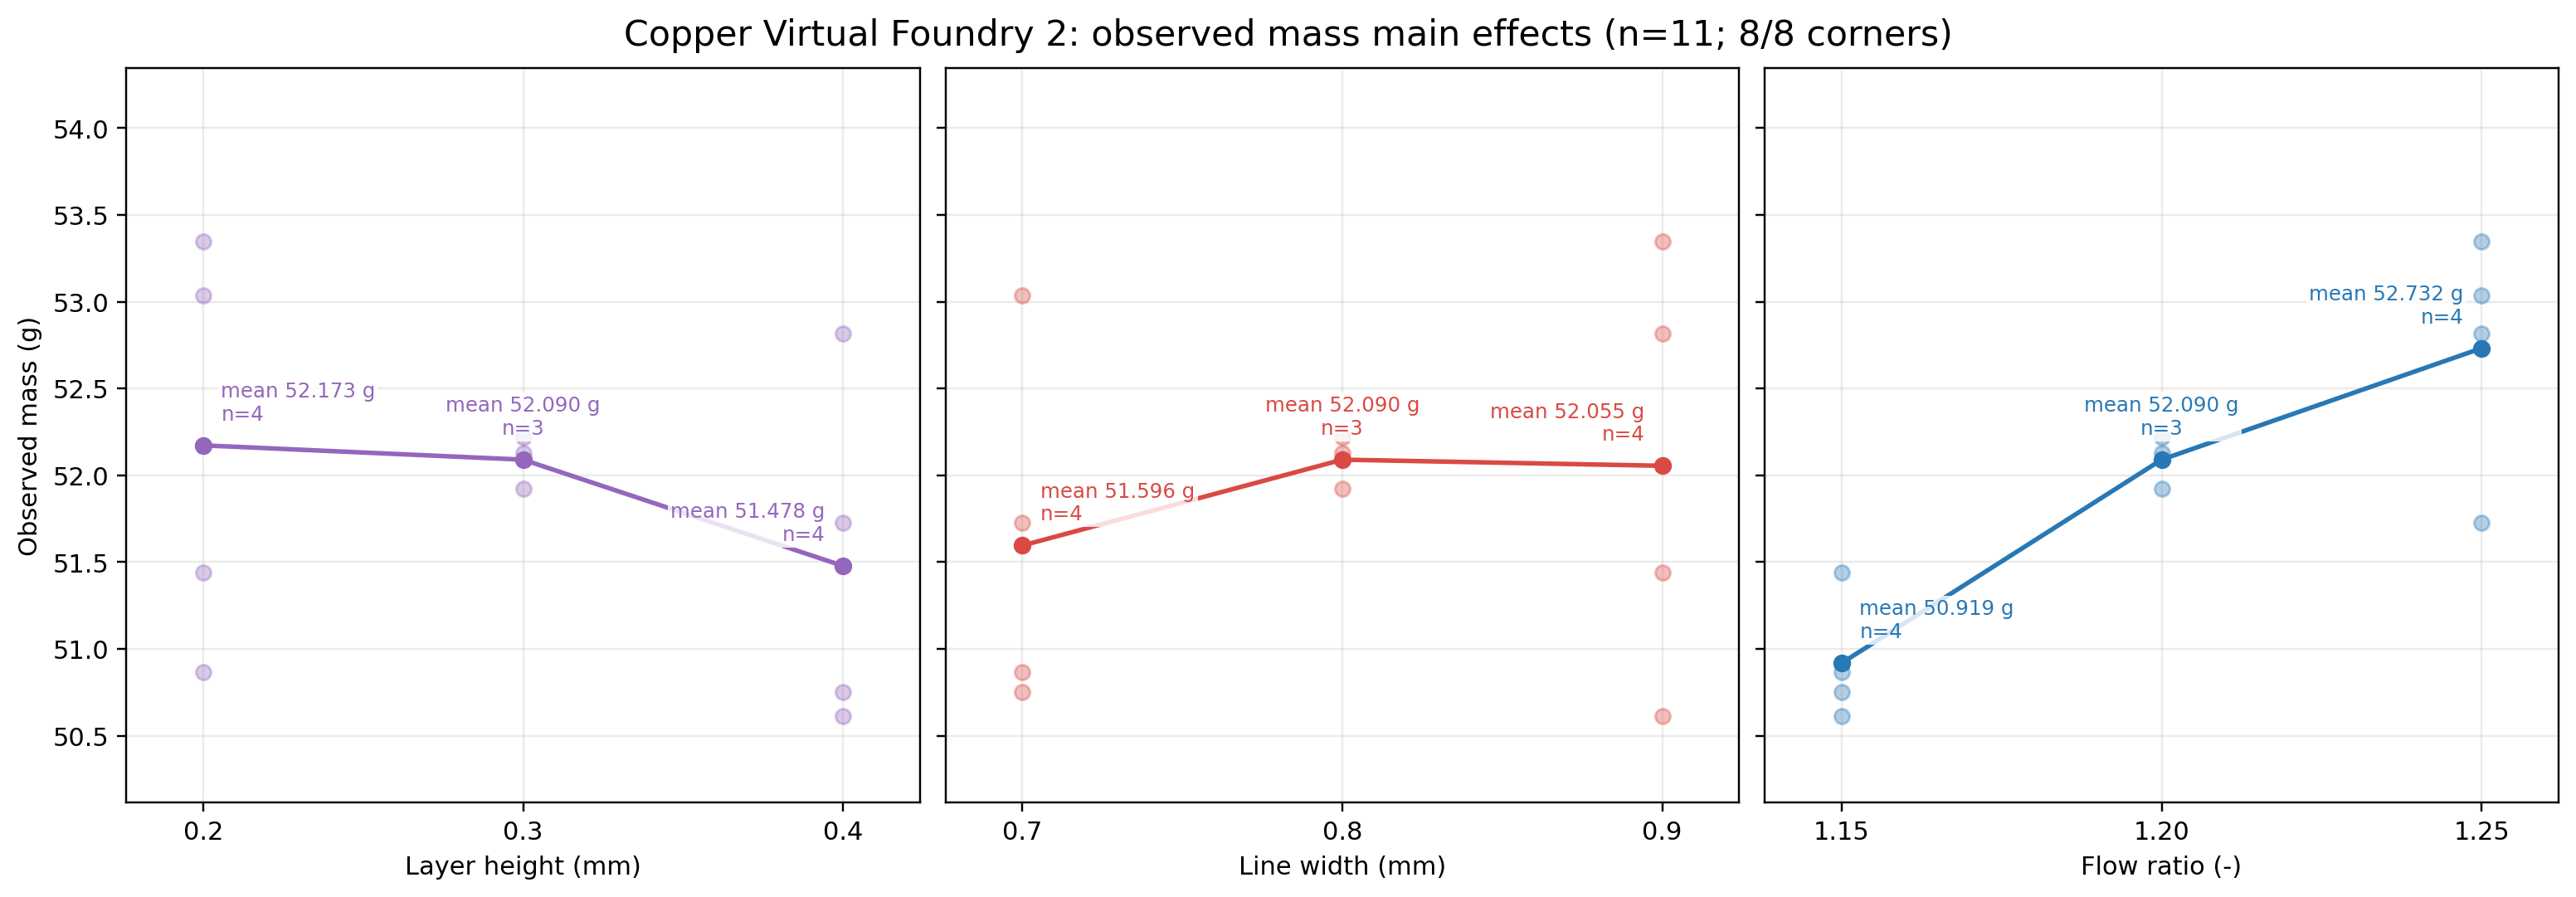 Copper Virtual Foundry 2: observed mass main effects (n=11; 8/8 corners)
Observed mass (g)
54.0
53.5
53.0
52.5
52.0
51.5
51.0
50.5
mean 52.173 g
n=4
mean 52.090 g
n=3
mean 51.478 g
n=4
0.2
0.3
0.4
Layer height (mm)
mean 51.596 g
n=4
mean 52.090 g
n=3
mean 52.055 g
n=4
0.7
0.8
0.9
Line width (mm)
mean 50.919 g
n=4
mean 52.090 g
n=3
mean 52.732 g
n=4
1.15
1.20
1.25
Flow ratio (-)